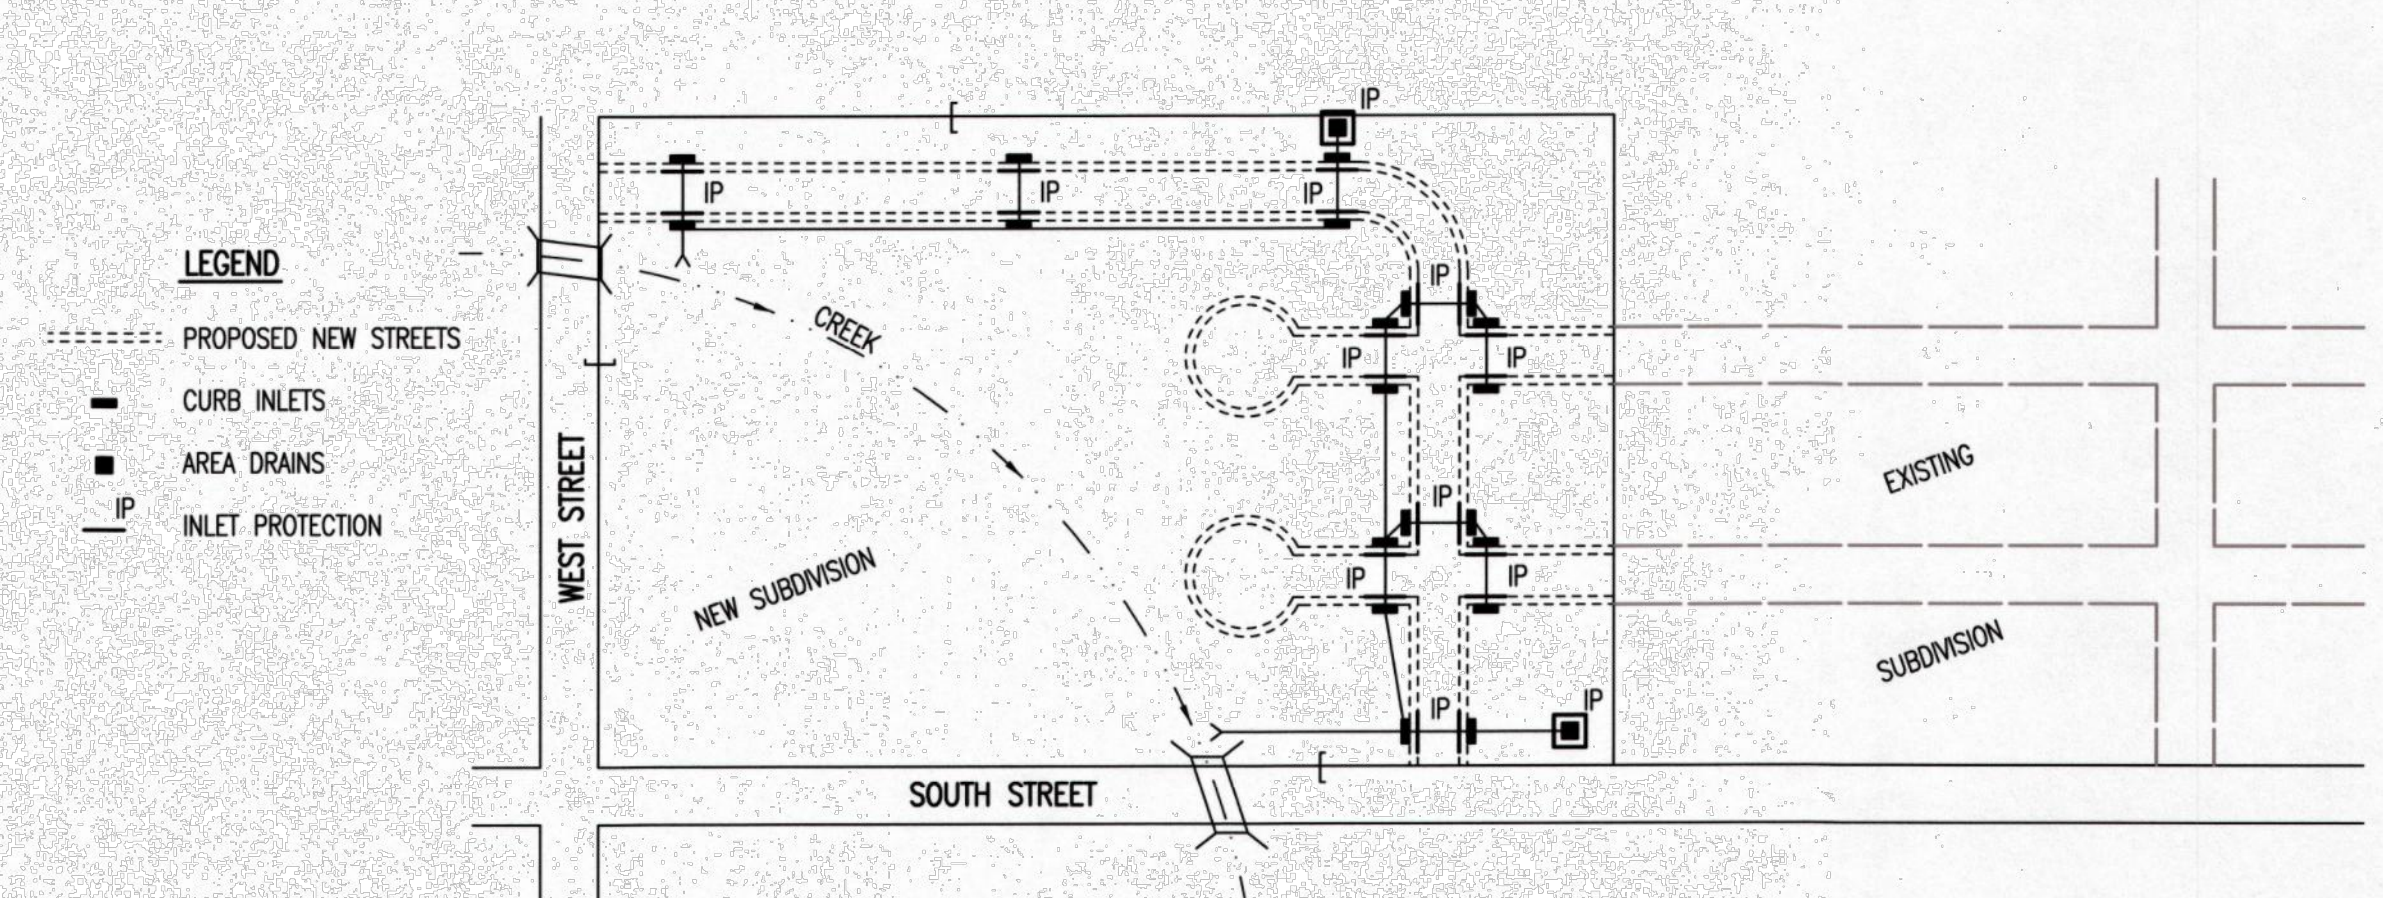 IP
IP
IP
IP
LEGEND
IP
PROPOSED NEW STREETS
CREEK
IP
IP
CURB INLETS
AREA DRAINS
EXISTING
IP
IP
INLET PROTECTION
WEST STREET
NEW SUBDIVISION
IP
IP
SUBDIVISION
IP
IP
SOUTH STREET